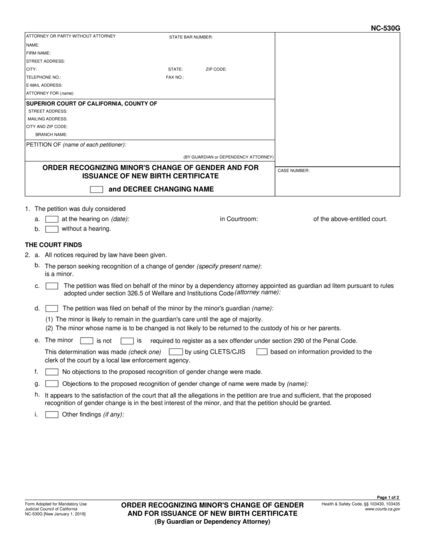 NC-530G
ATTORNEY OR PARTY WITHOUT ATTORNEY STATE BAR NUMBER:
NAME:
FIRM NAME:
STREET ADDRESS:
CITY: STATE: ZIP CODE:
TELEPHONE NO.: FAX NO.:
E-MAIL ADDRESS:
ATTORNEY FOR (name):
SUPERIOR COURT OF CALIFORNIA, COUNTY OF
STREET ADDRESS:
MAILING ADDRESS:
CITY AND ZIP CODE:
BRANCH NAME:
PETITION OF (name of each petitioner):
(BY GUARDIAN or DEPENDENCY ATTORNEY)
ORDER RECOGNIZING MINOR'S CHANGE OF GENDER AND FOR
ISSUANCE OF NEW BIRTH CERTIFICATE
and DECREE CHANGING NAME
CASE NUMBER:
1. The petition was duly considered
a. at the hearing on (date): in Courtroom: of the above-entitled court.
b. without a hearing.
THE COURT FINDS
2. a. All notices required by law have been given.
b. The person seeking recognition of a change of gender (specify present name):
is a minor.
c. The petition was filed on behalf of the minor by a dependency attorney appointed as guardian ad litem pursuant to rules
adopted under section 326.5 of Welfare and Institutions Code (attorney name):
d. The petition was filed on behalf of the minor by the minor's guardian (name):
(1) The minor is likely to remain in the guardian's care until the age of majority.
(2) The minor whose name is to be changed is not likely to be returned to the custody of his or her parents.
e. The minor is not is required to register as a sex offender under section 290 of the Penal Code.
This determination was made (check one) by using CLETS/CJIS based on information provided to the
clerk of the court by a local law enforcement agency.
f. No objections to the proposed recognition of gender change were made.
g. Objections to the proposed recognition of gender change of name were made by (name):
h. It appears to the satisfaction of the court that all the allegations in the petition are true and sufficient, that the proposed
recognition of gender change is in the best interest of the minor, and that the petition should be granted.
i. Other findings (if any):
Page 1 of 2
Form Adopted for Mandatory Use
Judicial Council of California
NC-530G [New January 1, 2019]
ORDER RECOGNIZING MINOR'S CHANGE OF GENDER
AND FOR ISSUANCE OF NEW BIRTH CERTIFICATE
(By Guardian or Dependency Attorney)
Health & Safety Code, §§ 103430, 103435
www.courts.ca.gov